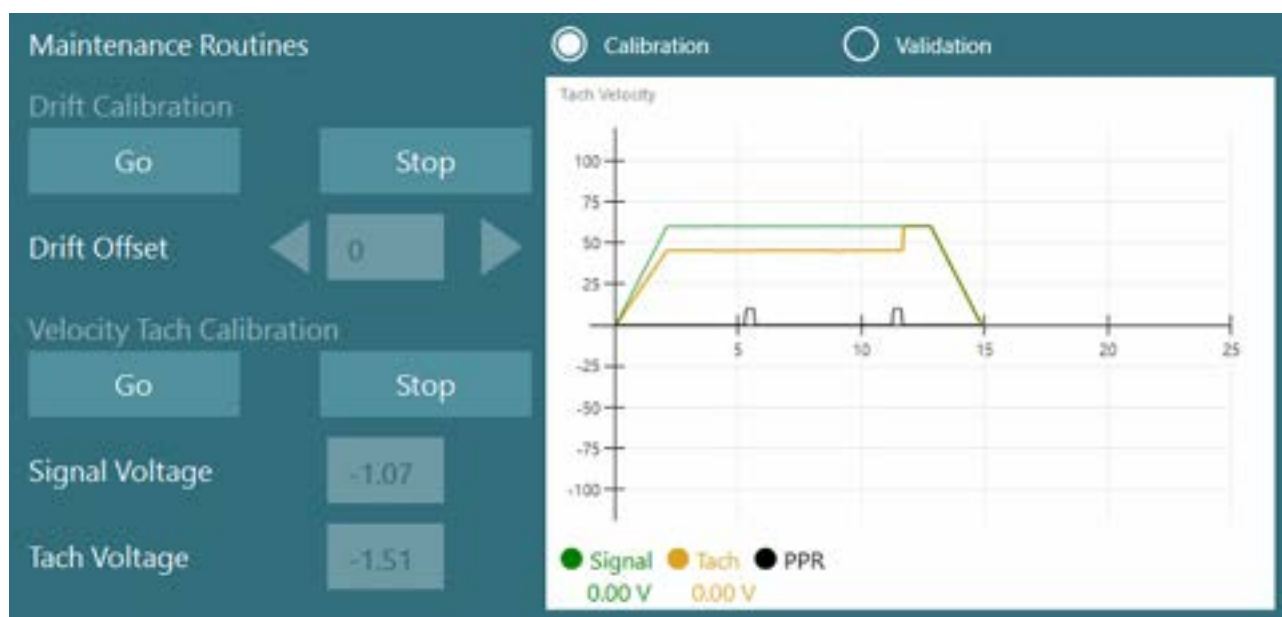 Maintenance Routines
Calibration
Validation
Drift Calibration
Go
Stop
Drift Offset
0
Velocity Tach Calibration
Go
Stop
Signal Voltage
-1.07
Tach Voltage
-1.51
Tach Velocity
100
75
50
25
-25
-50
-75
-100
5
10
15
20
25
Signal
Tach
PPR
0.00 V
0.00 V